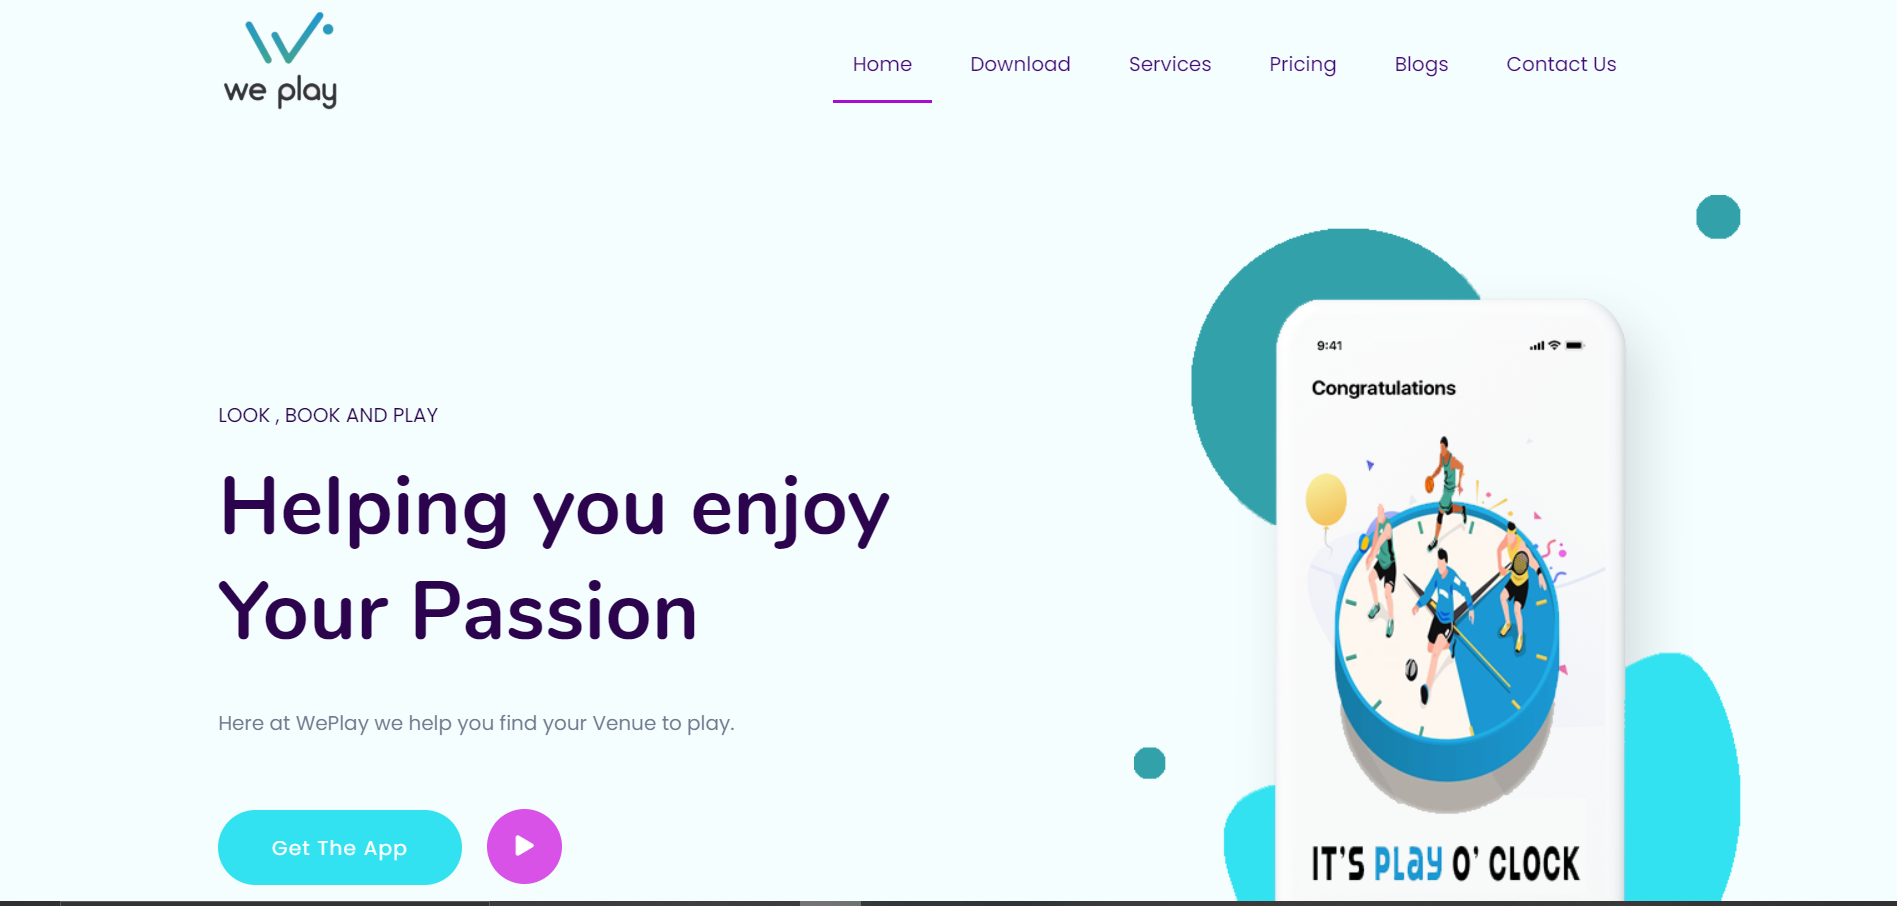 we play
Home Download Services Pricing Blogs Contact Us
LOOK , BOOK AND PLAY
Helping you enjoy
Your Passion
Here at WePlay we help you find your Venue to play.
Get The App
9:41
Congratulations
IT'S PLAY O' CLOCK